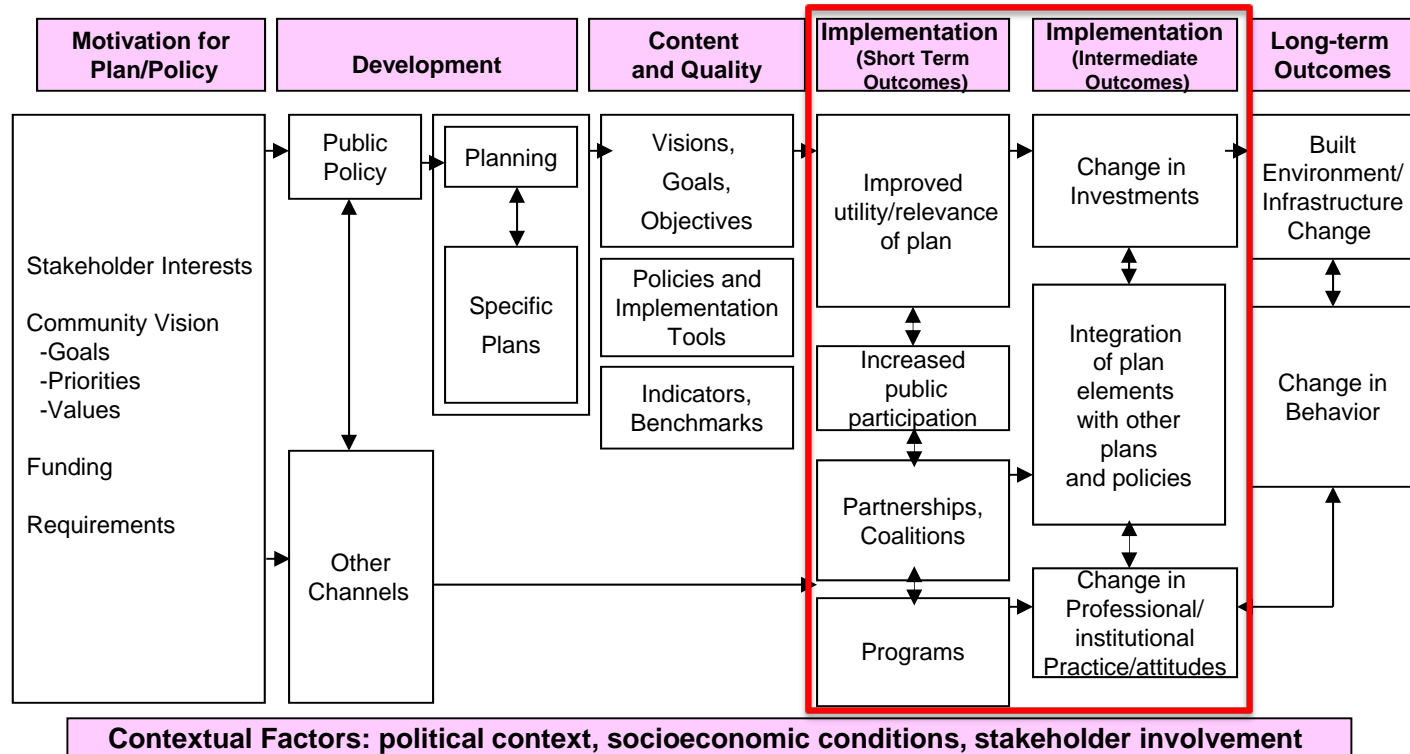 Motivation for
Plan/Policy
Development
Content
and Quality
Implementation
(Short Term
Outcomes)
Implementation
(Intermediate
Outcomes)
Long-term
Outcomes
Stakeholder Interests
Community Vision
-Goals
-Priorities
-Values
Funding
Requirements
Public
Policy
Other
Channels
Planning
Specific
Plans
Visions,
Goals,
Objectives
Policies and
Implementation
Tools
Indicators,
Benchmarks
Improved
utility/relevance
of plan
Increased
public
participation
Partnerships,
Coalitions
Programs
Change in
Investments
Integration
of plan
elements
with other
plans
and policies
Change in
Professional/
institutional
Practice/attitudes
Built
Environment/
Infrastructure
Change
Change in
Behavior
Contextual Factors: political context, socioeconomic conditions, stakeholder involvement